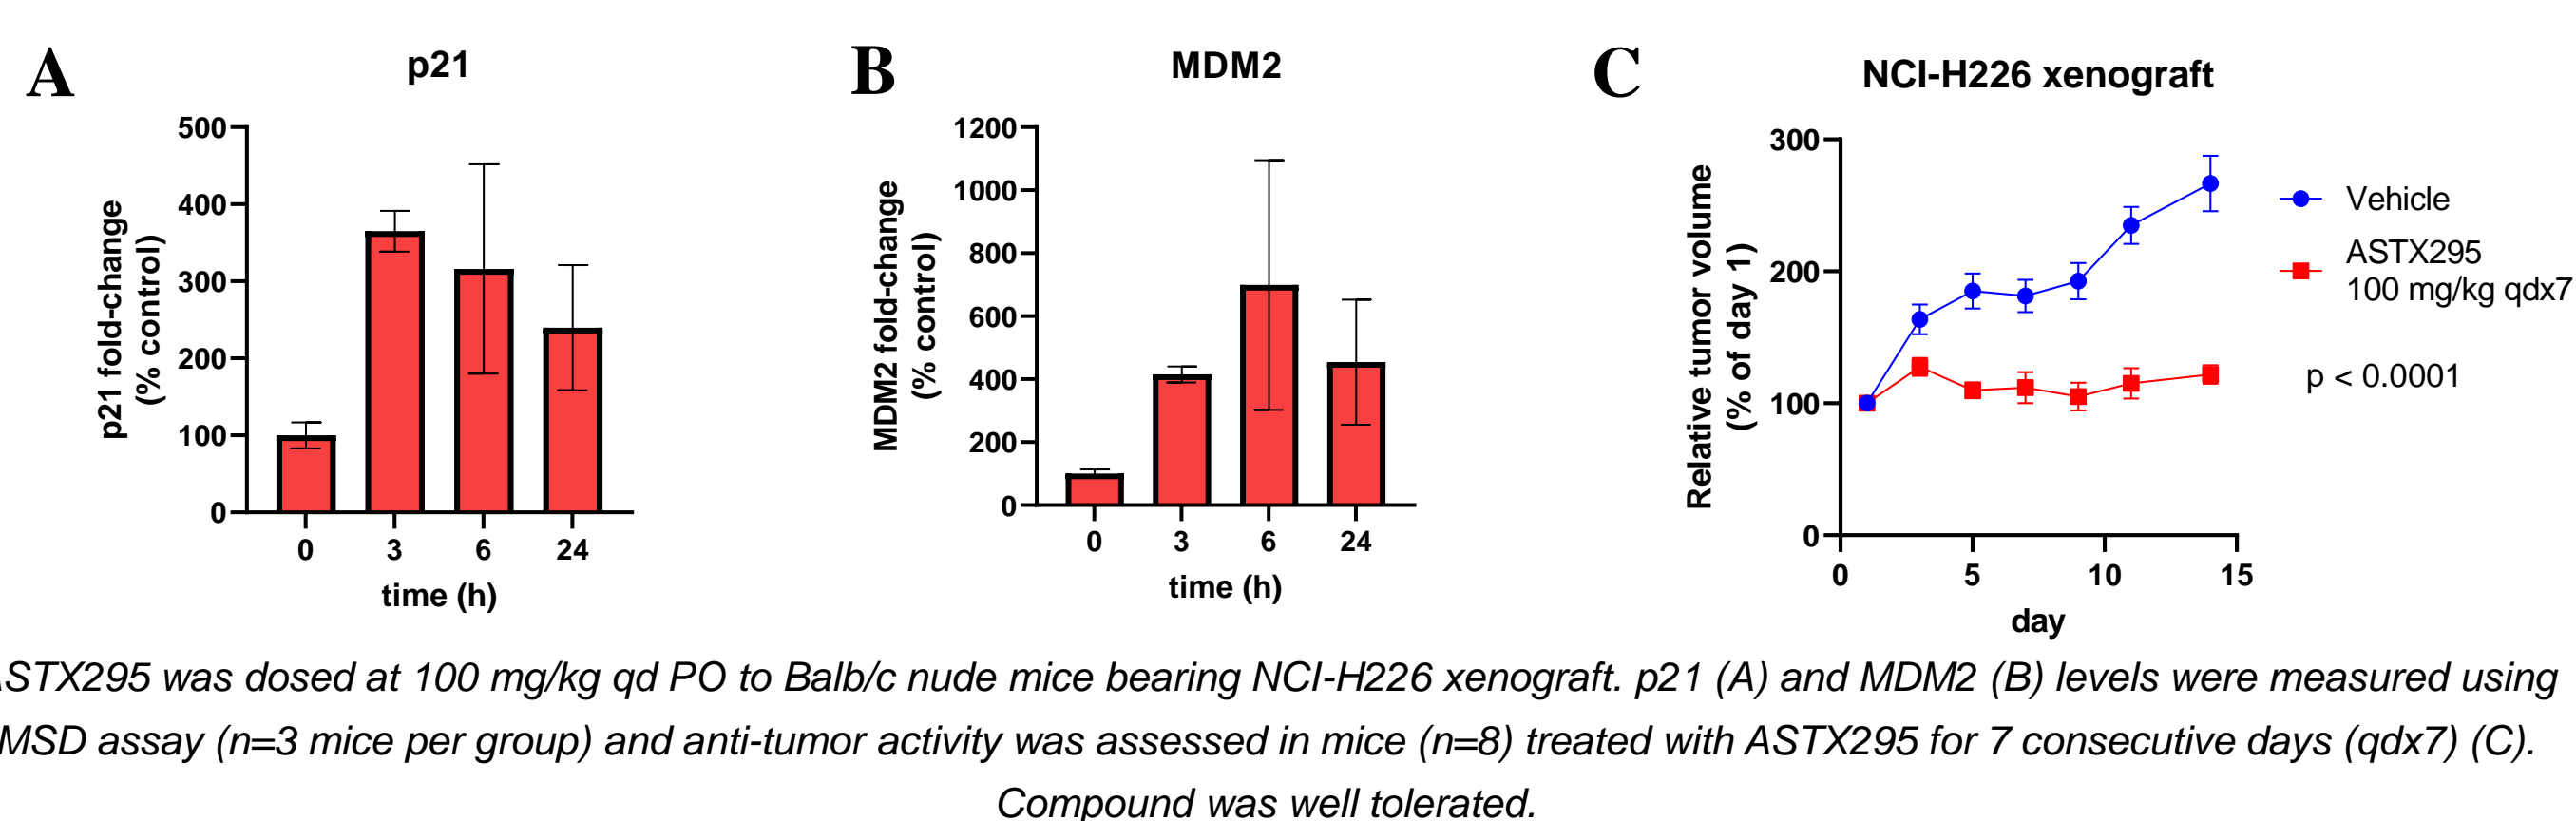 A
p21
500
400
300
200
100
0
p21 fold-change
(% control)
0 3 6 24
time (h)
B
MDM2
1200
1000
800
600
400
200
0
MDM2 fold-change
(% control)
0 3 6 24
time (h)
C
NCI-H226 xenograft
300
200
100
0
Relative tumor volume
(% of day 1)
0 5 10 15
day
Vehicle
ASTX295
100 mg/kg qdx7
p < 0.0001
ASTX295 was dosed at 100 mg/kg qd PO to Balb/c nude mice bearing NCI-H226 xenograft. p21 (A) and MDM2 (B) levels were measured using
MSD assay (n=3 mice per group) and anti-tumor activity was assessed in mice (n=8) treated with ASTX295 for 7 consecutive days (qdx7) (C).
Compound was well tolerated.